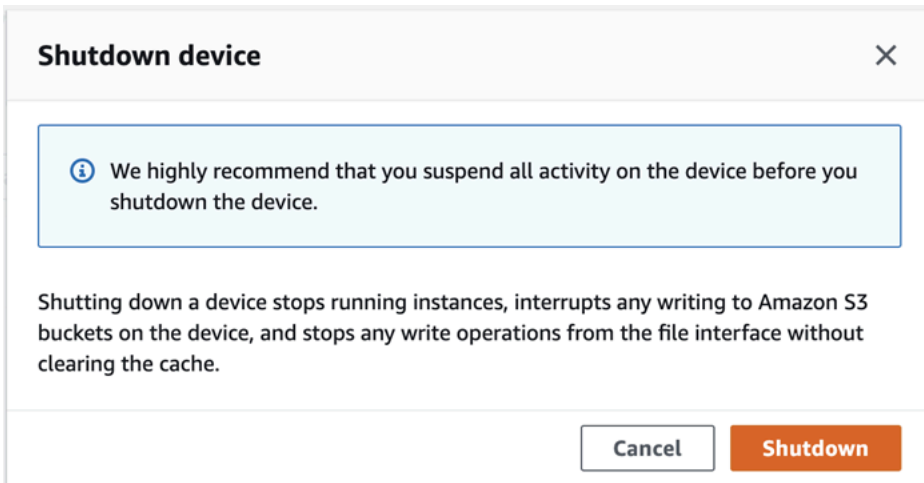 Shutdown device
We highly recommend that you suspend all activity on the device before you
shutdown the device.
Shutting down a device stops running instances, interrupts any writing to Amazon S3
buckets on the device, and stops any write operations from the file interface without
clearing the cache.
Cancel
Shutdown